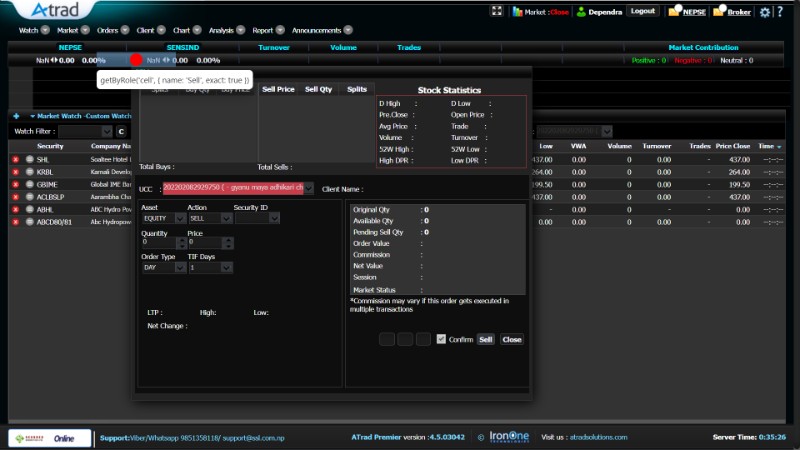 Atrad
Market : Close
Dependra
Logout
NEPSE
Broker
?
Watch
Market
Orders
Client
Chart
Analysis
Report
Announcements
NEPSE
SENSIND
Turnover
Volume
Trades
Market Contribution
NaN 0.00 0.00%
NaN 0.00 0.00%
Positive : 0
Negative : 0
Neutral : 0
getByRole('cell', { name: 'Sell', exact: true })
Splits Buy Qty Buy Price
Sell Price Sell Qty Splits
Stock Statistics
D High : D Low :
Pre.Close : Open Price :
Avg Price : Trade :
Volume : Turnover :
52W High : 52W Low :
High DPR : Low DPR :
Total Buys : Total Sells :
Market Watch -Custom Watch
Watch Filter : C
Security Company Na Low VWA Volume Turnover Trades Price Close Time
SHL Soaltee Hotel 437.00 0.00 0.00 0.00 - 437.00 --:--:--
KRBL Karnali Develo 264.00 0.00 0.00 0.00 - 264.00 --:--:--
GBIME Global IME Ba 199.50 0.00 0.00 0.00 - 199.50 --:--:--
ACLBSLP Aarambha Cha 437.00 0.00 0.00 0.00 - 437.00 --:--:--
ABHL ABC Hydro Pov 0.00 0.00 0.00 - 0.00 --:--:--
ABCD80/81 Abc Hydropow 0.00 0.00 0.00 - 0.00 --:--:--
UCC : 202202082929750 ( - gyanu maya adhikari ch
Client Name :
Asset Action Security ID
EQUITY SELL
Quantity Price
0 0
Order Type TIF Days
DAY 1
LTP : High: Low:
Net Change :
Original Qty : 0
Available Qty : 0
Pending Sell Qty : 0
Order Value :
Commission :
Net Value :
Session :
Market Status :
*Commission may vary if this order gets executed in
multiple transactions
Confirm Sell Close
Online
Support:Viber/Whatsapp 9851358118/ support@ssl.com.np
ATrad Premier version :4.5.03042
© IronOne
TECHNOLOGIES
Visit us : atradsolutions.com
Server Time: 0:35:26